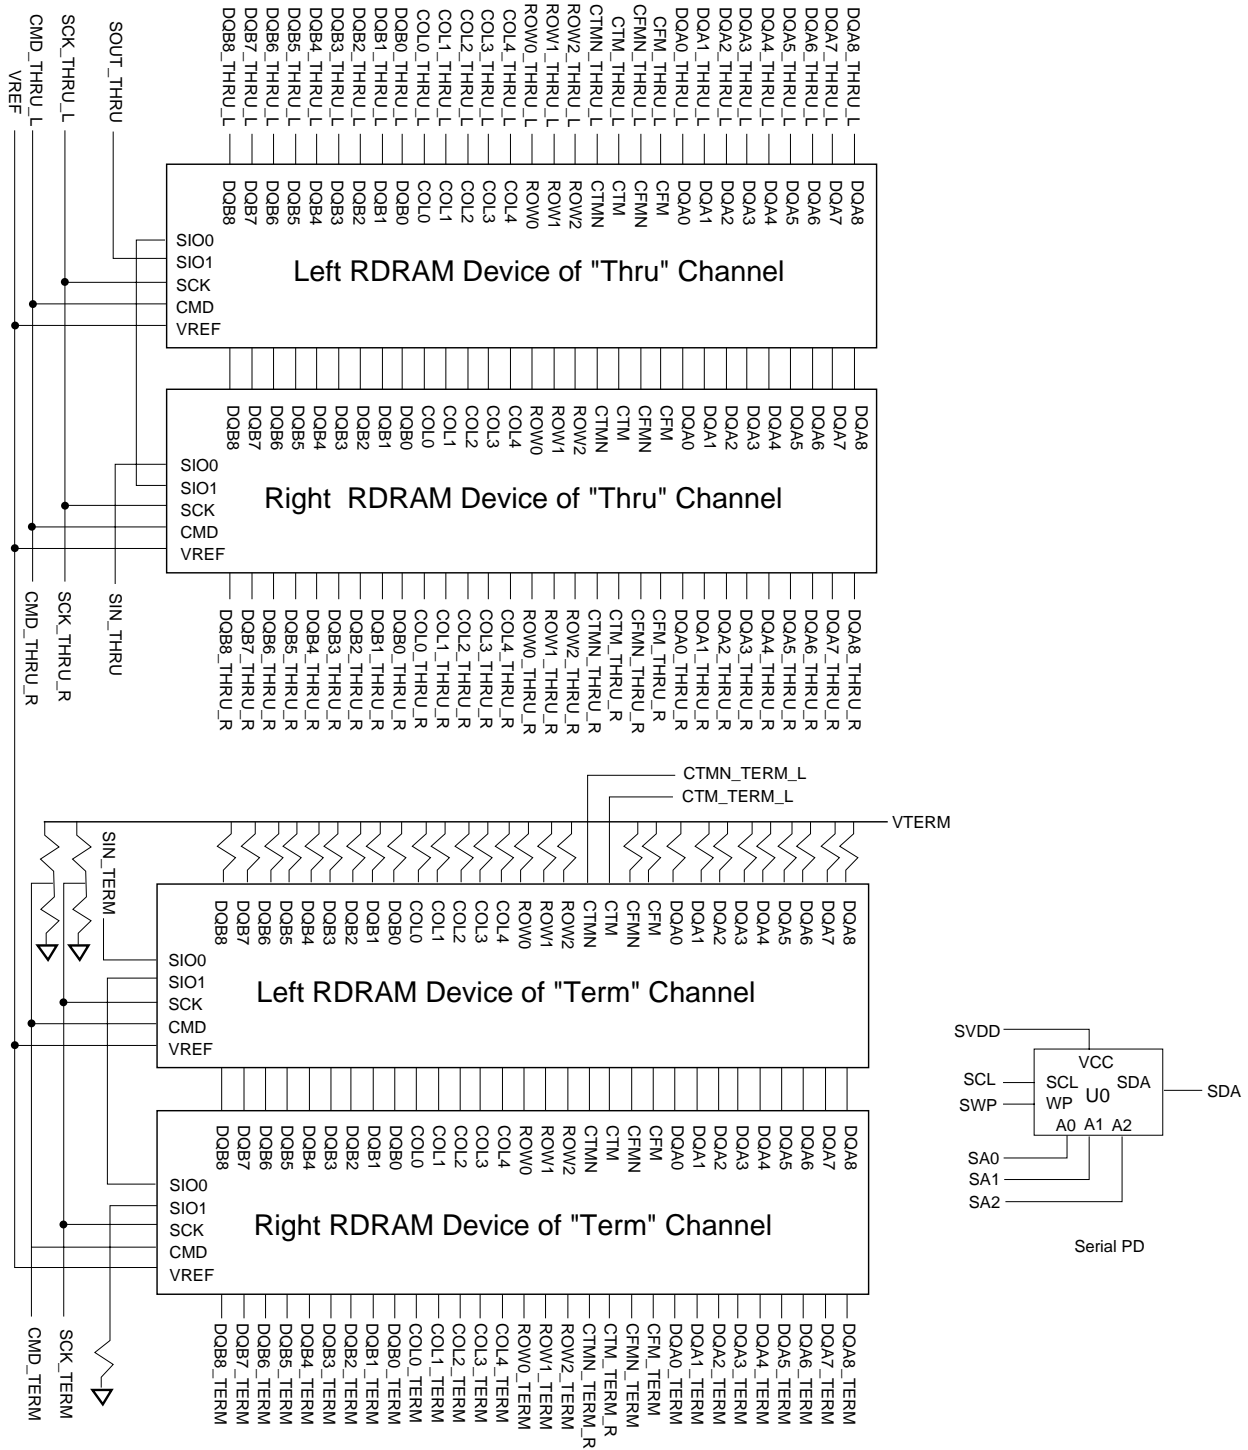 VREF
CMD_THRU_L
SCK_THRU_L
SOUT_THRU
DQB8_THRU_L
DQB7_THRU_L
DQB6_THRU_L
DQB5_THRU_L
DQB4_THRU_L
DQB3_THRU_L
DQB2_THRU_L
DQB1_THRU_L
DQB0_THRU_L
COL0_THRU_L
COL1_THRU_L
COL2_THRU_L
COL3_THRU_L
COL4_THRU_L
ROW0_THRU_L
ROW1_THRU_L
ROW2_THRU_L
CTMN_THRU_L
CTM_THRU_L
CFMN_THRU_L
CFM_THRU_L
DQA0_THRU_L
DQA1_THRU_L
DQA2_THRU_L
DQA3_THRU_L
DQA4_THRU_L
DQA5_THRU_L
DQA6_THRU_L
DQA7_THRU_L
DQA8_THRU_L
DQB8
DQB7
DQB6
DQB5
DQB4
DQB3
DQB2
DQB1
DQB0
COL0
COL1
COL2
COL3
COL4
ROW0
ROW1
ROW2
CTMN
CTM
CFMN
CFM
DQA0
DQA1
DQA2
DQA3
DQA4
DQA5
DQA6
DQA7
DQA8
SIO0
SIO1
SCK
CMD
VREF
Left RDRAM Device of "Thru" Channel
DQB8
DQB7
DQB6
DQB5
DQB4
DQB3
DQB2
DQB1
DQB0
COL0
COL1
COL2
COL3
COL4
ROW0
ROW1
ROW2
CTMN
CTM
CFMN
CFM
DQA0
DQA1
DQA2
DQA3
DQA4
DQA5
DQA6
DQA7
DQA8
SIO0
SIO1
SCK
CMD
VREF
Right RDRAM Device of "Thru" Channel
CMD_THRU_R
SCK_THRU_R
SIN_THRU
DQB8_THRU_R
DQB7_THRU_R
DQB6_THRU_R
DQB5_THRU_R
DQB4_THRU_R
DQB3_THRU_R
DQB2_THRU_R
DQB1_THRU_R
DQB0_THRU_R
COL0_THRU_R
COL1_THRU_R
COL2_THRU_R
COL3_THRU_R
COL4_THRU_R
ROW0_THRU_R
ROW1_THRU_R
ROW2_THRU_R
CTMN_THRU_R
CTM_THRU_R
CFMN_THRU_R
CFM_THRU_R
DQA0_THRU_R
DQA1_THRU_R
DQA2_THRU_R
DQA3_THRU_R
DQA4_THRU_R
DQA5_THRU_R
DQA6_THRU_R
DQA7_THRU_R
DQA8_THRU_R
CTMN_TERM_L
CTM_TERM_L
VTERM
SIN_TERM
DQB8
DQB7
DQB6
DQB5
DQB4
DQB3
DQB2
DQB1
DQB0
COL0
COL1
COL2
COL3
COL4
ROW0
ROW1
ROW2
CTMN
CTM
CFMN
CFM
DQA0
DQA1
DQA2
DQA3
DQA4
DQA5
DQA6
DQA7
DQA8
SIO0
SIO1
SCK
CMD
VREF
Left RDRAM Device of "Term" Channel
DQB8
DQB7
DQB6
DQB5
DQB4
DQB3
DQB2
DQB1
DQB0
COL0
COL1
COL2
COL3
COL4
ROW0
ROW1
ROW2
CTMN
CTM
CFMN
CFM
DQA0
DQA1
DQA2
DQA3
DQA4
DQA5
DQA6
DQA7
DQA8
SIO0
SIO1
SCK
CMD
VREF
Right RDRAM Device of "Term" Channel
CMD_TERM
SCK_TERM
DQB8_TERM
DQB7_TERM
DQB6_TERM
DQB5_TERM
DQB4_TERM
DQB3_TERM
DQB2_TERM
DQB1_TERM
DQB0_TERM
COL0_TERM
COL1_TERM
COL2_TERM
COL3_TERM
COL4_TERM
ROW0_TERM
ROW1_TERM
ROW2_TERM
CTMN_TERM_R
CTM_TERM_R
CFMN_TERM
CFM_TERM
DQA0_TERM
DQA1_TERM
DQA2_TERM
DQA3_TERM
DQA4_TERM
DQA5_TERM
DQA6_TERM
DQA7_TERM
DQA8_TERM
SVDD
VCC
SCL
SCL
SDA
SDA
SWP
WP
U0
A0 A1 A2
SA0
SA1
SA2
Serial PD